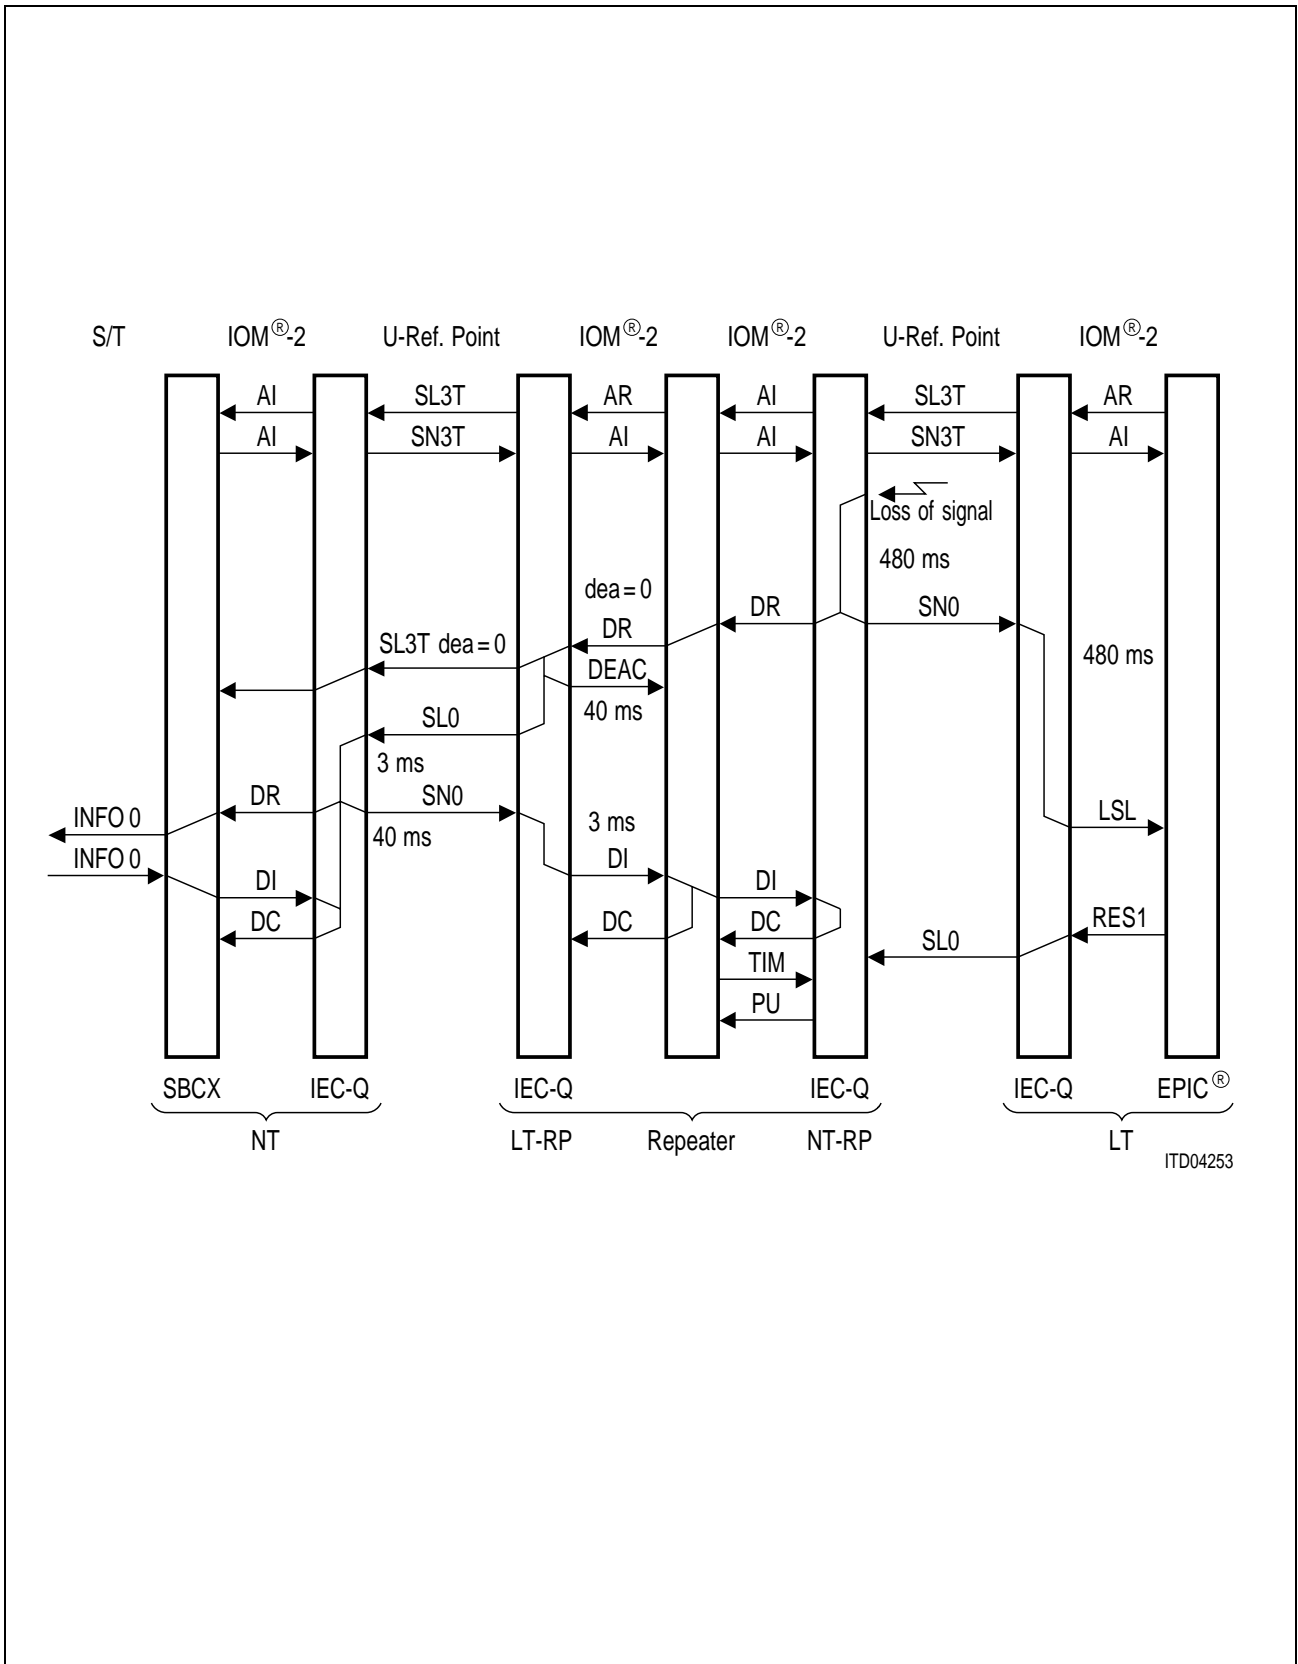 S/T IOM®-2 U-Ref. Point IOM®-2 IOM®-2 U-Ref. Point IOM®-2
AI SL3T AR AI SL3T AR
AI SN3T AI AI SN3T AI
Loss of signal
480 ms
dea = 0
DR SN0
DR
SL3T dea = 0
480 ms
DEAC
40 ms
SL0
3 ms
DR SN0
INFO 0
40 ms
3 ms
LSL
INFO 0
DI
DI DI
DC DC DC
RES1
SL0
TIM
PU
SBCX IEC-Q IEC-Q IEC-Q IEC-Q EPIC®
NT LT-RP Repeater NT-RP LT
ITD04253